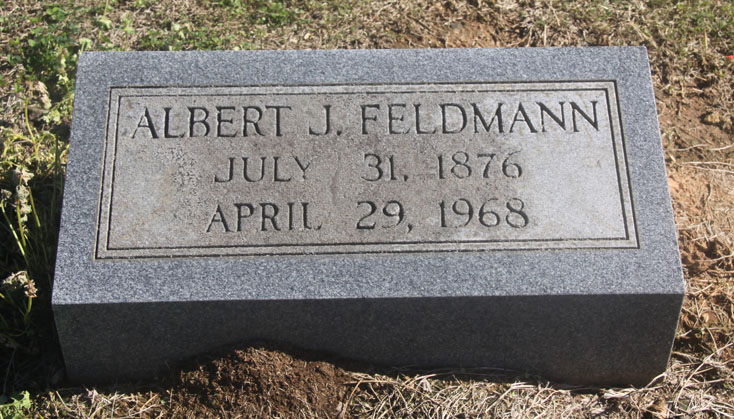 ALBERT J. FELDMANN
JULY 31, 1876
APRIL 29, 1968